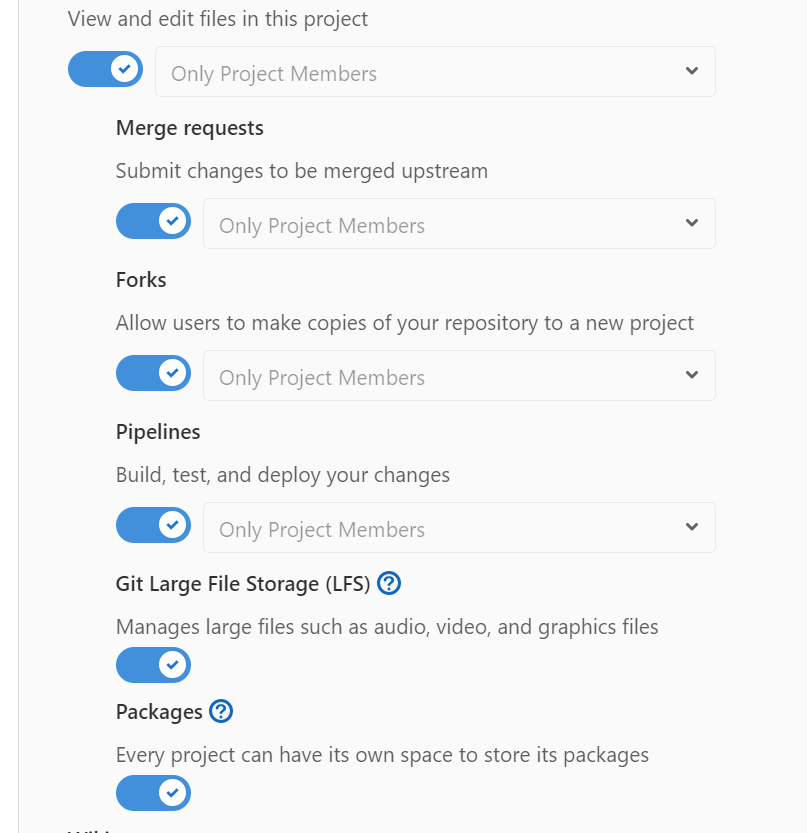 View and edit files in this project
Only Project Members
Merge requests
Submit changes to be merged upstream
Only Project Members
Forks
Allow users to make copies of your repository to a new project
Only Project Members
Pipelines
Build, test, and deploy your changes
Only Project Members
Git Large File Storage (LFS) ?
Manages large files such as audio, video, and graphics files
Packages ?
Every project can have its own space to store its packages